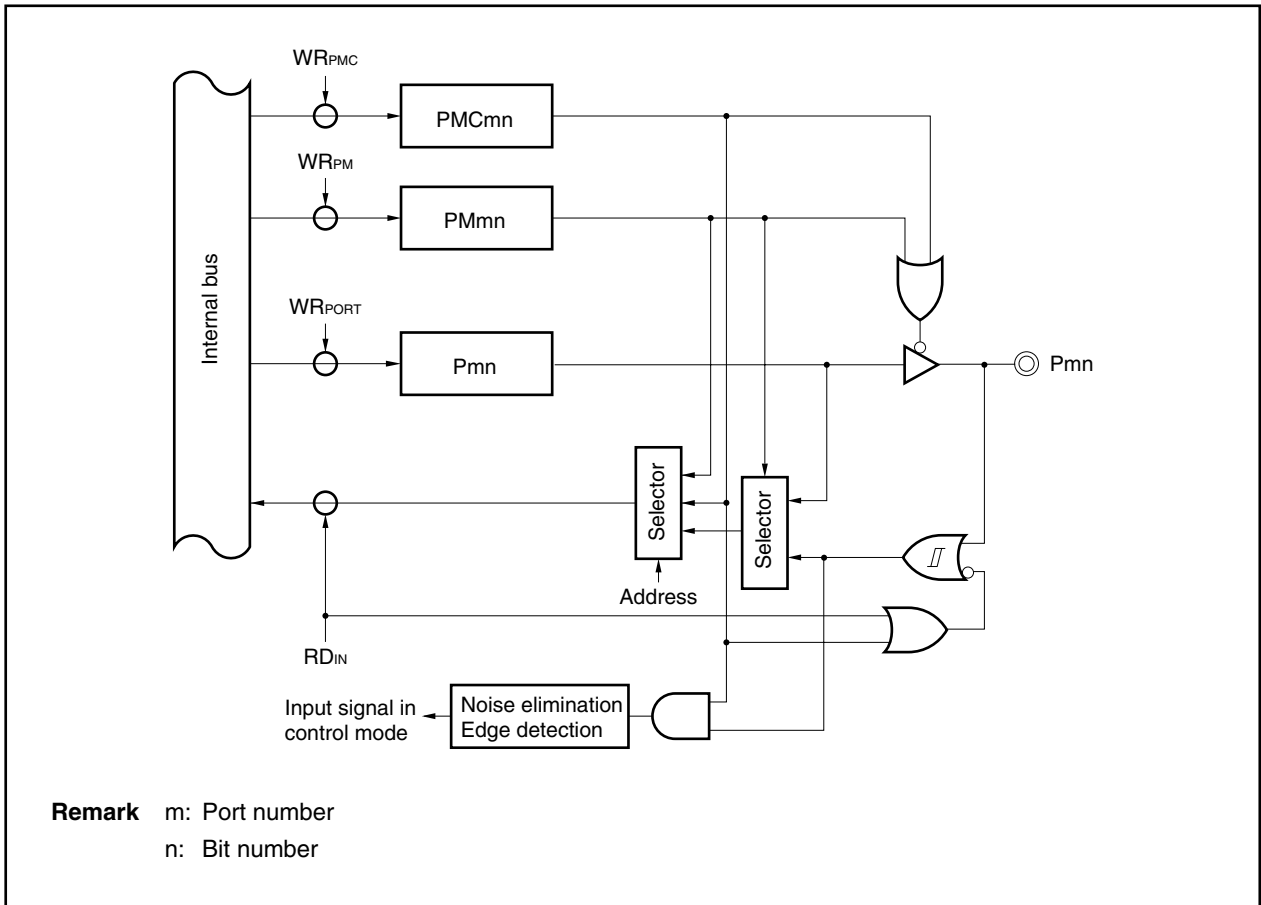 WRPMC
PMCmn
WRPM
PMmn
Internal bus
WRPORT
Pmn
Pmn
Selector
Selector
Address
RDIN
Input signal in
control mode
Noise elimination
Edge detection
Remark m: Port number
n: Bit number